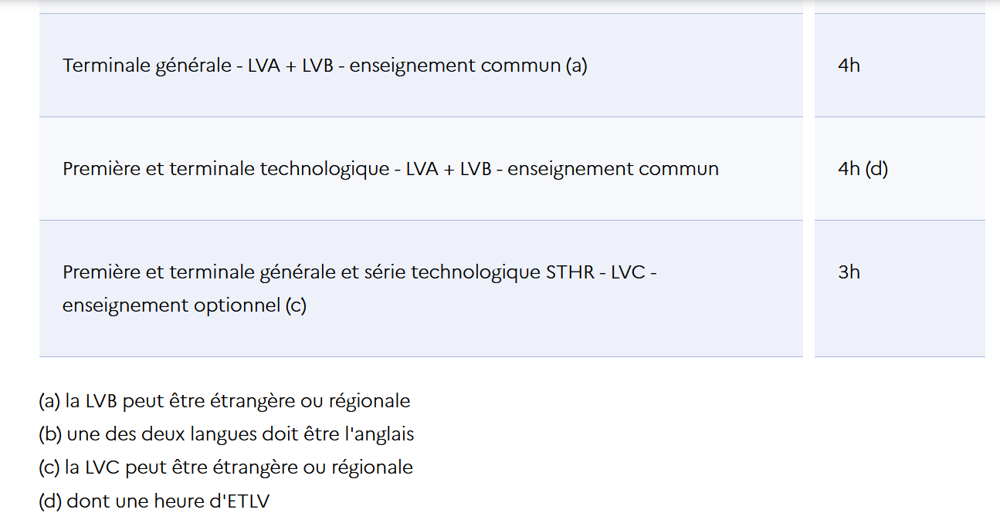 Terminale générale - LVA + LVB - enseignement commun (a) 4h
Première et terminale technologique - LVA + LVB - enseignement commun 4h (d)
Première et terminale générale et série technologique STHR - LVC - 3h
enseignement optionnel (c)
(a) la LVB peut être étrangère ou régionale
(b) une des deux langues doit être l'anglais
(c) la LVC peut être étrangère ou régionale
(d) dont une heure d'ETLV